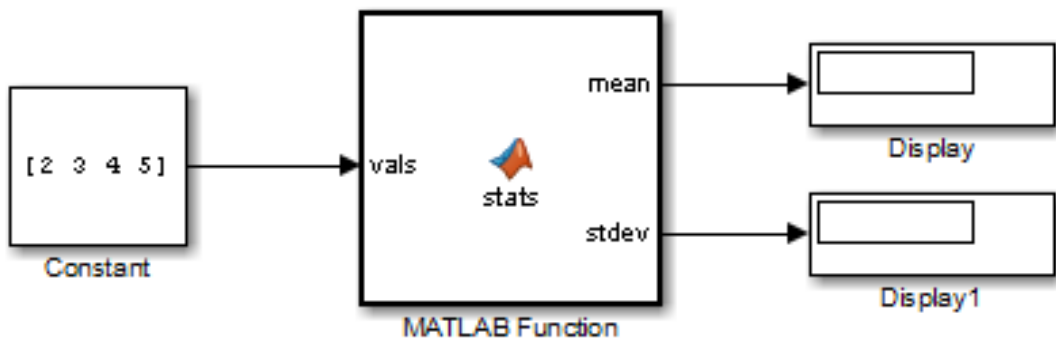 [2 3 4 5]
Constant
vals
stats
mean
stdev
MATLAB Function
Display
Display1